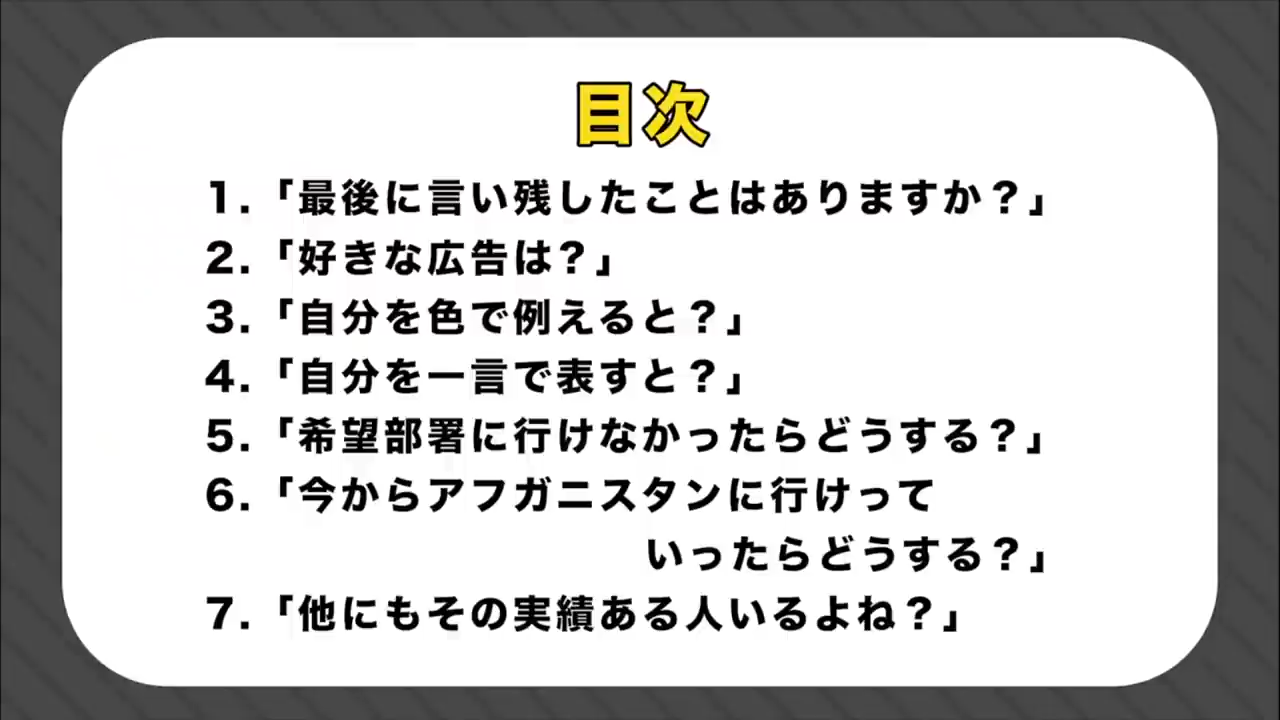 目次
1.「最後に言い残したことはありますか？」
2.「好きな広告は？」
3.「自分を色で例えると？」
4.「自分を一言で表すと？」
5.「希望部署に行けなかったらどうする？」
6.「今からアフガニスタンに行けって
いったらどうする？」
7.「他にもその実績ある人いるよね？」